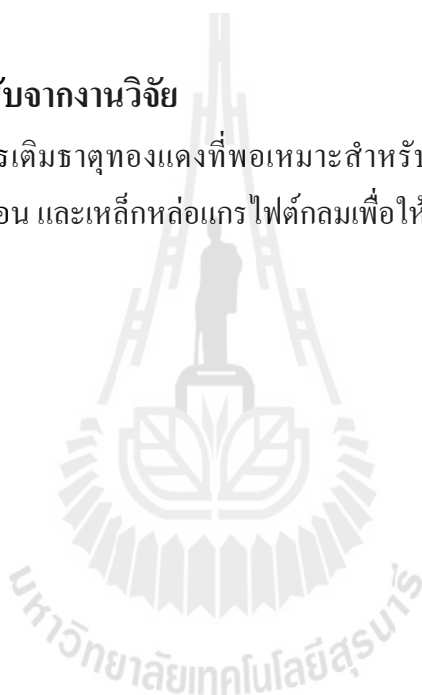 บจากงานวิจัย
รเติมธาตุทองแดงที่พอเหมาะสำหรับ
อน และเหล็กหล่อแกรไฟต์กลมเพื่อให้
มหาวิทยาลัยเทคโนโลยีสุรนารี